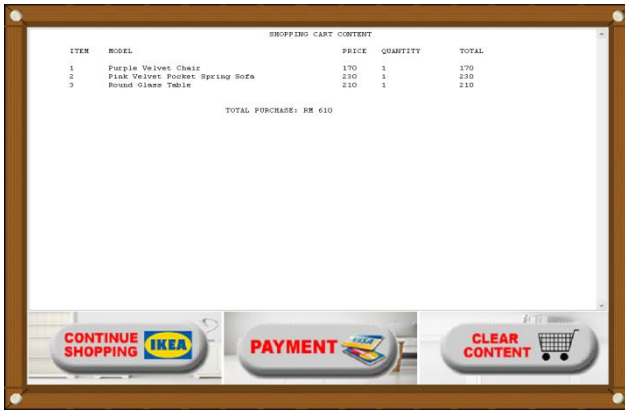 SHOPPING CART CONTENT
ITEM MODEL PRICE QUANTITY TOTAL
1 Purple Velvet Chair 170 1 170
2 Pink Velvet Pocket Spring Sofa 230 1 230
3 Round Glass Table 210 1 210
TOTAL PURCHASE: RM 610
CONTINUE
SHOPPING
IKEA
PAYMENT
VISA
CLEAR
CONTENT